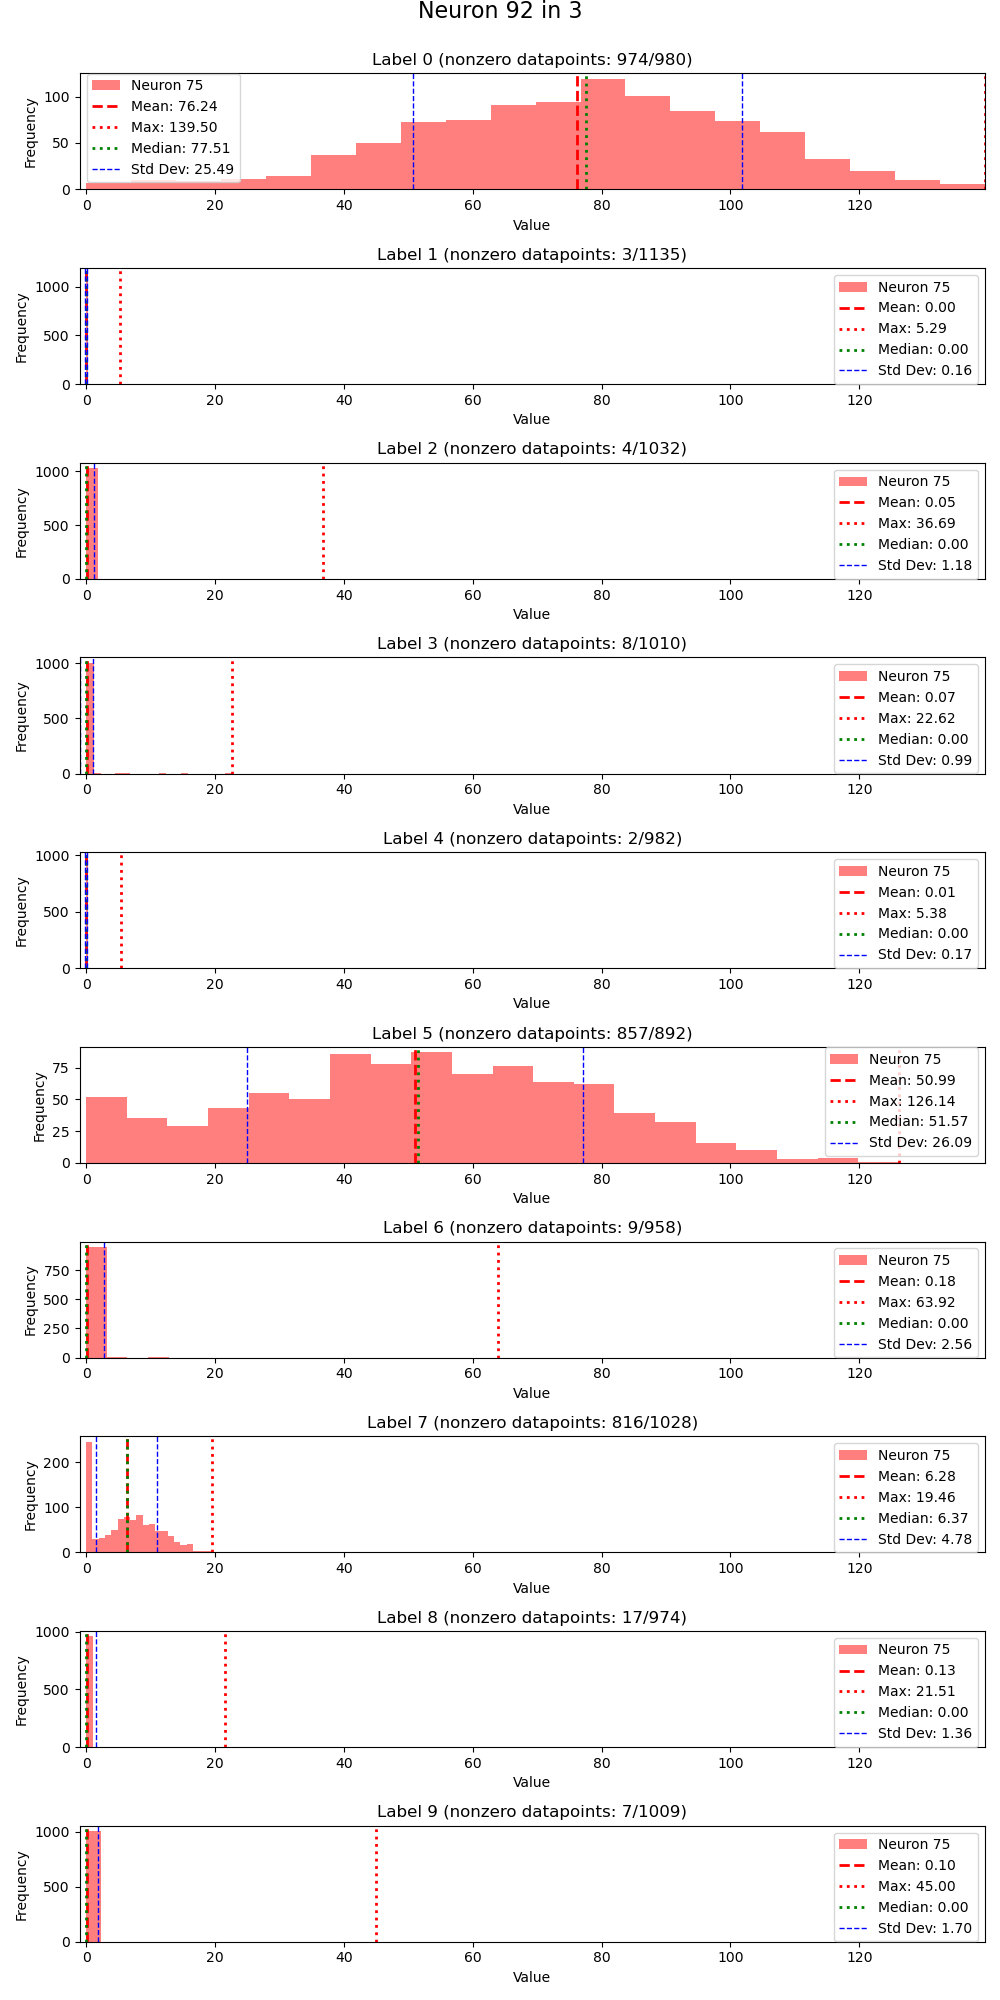 Neuron 92 in 3
Label 0 (nonzero datapoints: 974/980)
Frequency
100
50
0
Neuron 75
Mean: 76.24
Max: 139.50
Median: 77.51
Std Dev: 25.49
0 20 40 60 80 100 120
Value
Label 1 (nonzero datapoints: 3/1135)
Frequency
1000
500
0
Neuron 75
Mean: 0.00
Max: 5.29
Median: 0.00
Std Dev: 0.16
0 20 40 60 80 100 120
Value
Label 2 (nonzero datapoints: 4/1032)
Frequency
1000
500
0
Neuron 75
Mean: 0.05
Max: 36.69
Median: 0.00
Std Dev: 1.18
0 20 40 60 80 100 120
Value
Label 3 (nonzero datapoints: 8/1010)
Frequency
1000
500
0
Neuron 75
Mean: 0.07
Max: 22.62
Median: 0.00
Std Dev: 0.99
0 20 40 60 80 100 120
Value
Label 4 (nonzero datapoints: 2/982)
Frequency
1000
500
0
Neuron 75
Mean: 0.01
Max: 5.38
Median: 0.00
Std Dev: 0.17
0 20 40 60 80 100 120
Value
Label 5 (nonzero datapoints: 857/892)
Frequency
75
50
25
0
Neuron 75
Mean: 50.99
Max: 126.14
Median: 51.57
Std Dev: 26.09
0 20 40 60 80 100 120
Value
Label 6 (nonzero datapoints: 9/958)
Frequency
750
500
250
0
Neuron 75
Mean: 0.18
Max: 63.92
Median: 0.00
Std Dev: 2.56
0 20 40 60 80 100 120
Value
Label 7 (nonzero datapoints: 816/1028)
Frequency
200
100
0
Neuron 75
Mean: 6.28
Max: 19.46
Median: 6.37
Std Dev: 4.78
0 20 40 60 80 100 120
Value
Label 8 (nonzero datapoints: 17/974)
Frequency
1000
500
0
Neuron 75
Mean: 0.13
Max: 21.51
Median: 0.00
Std Dev: 1.36
0 20 40 60 80 100 120
Value
Label 9 (nonzero datapoints: 7/1009)
Frequency
1000
500
0
Neuron 75
Mean: 0.10
Max: 45.00
Median: 0.00
Std Dev: 1.70
0 20 40 60 80 100 120
Value